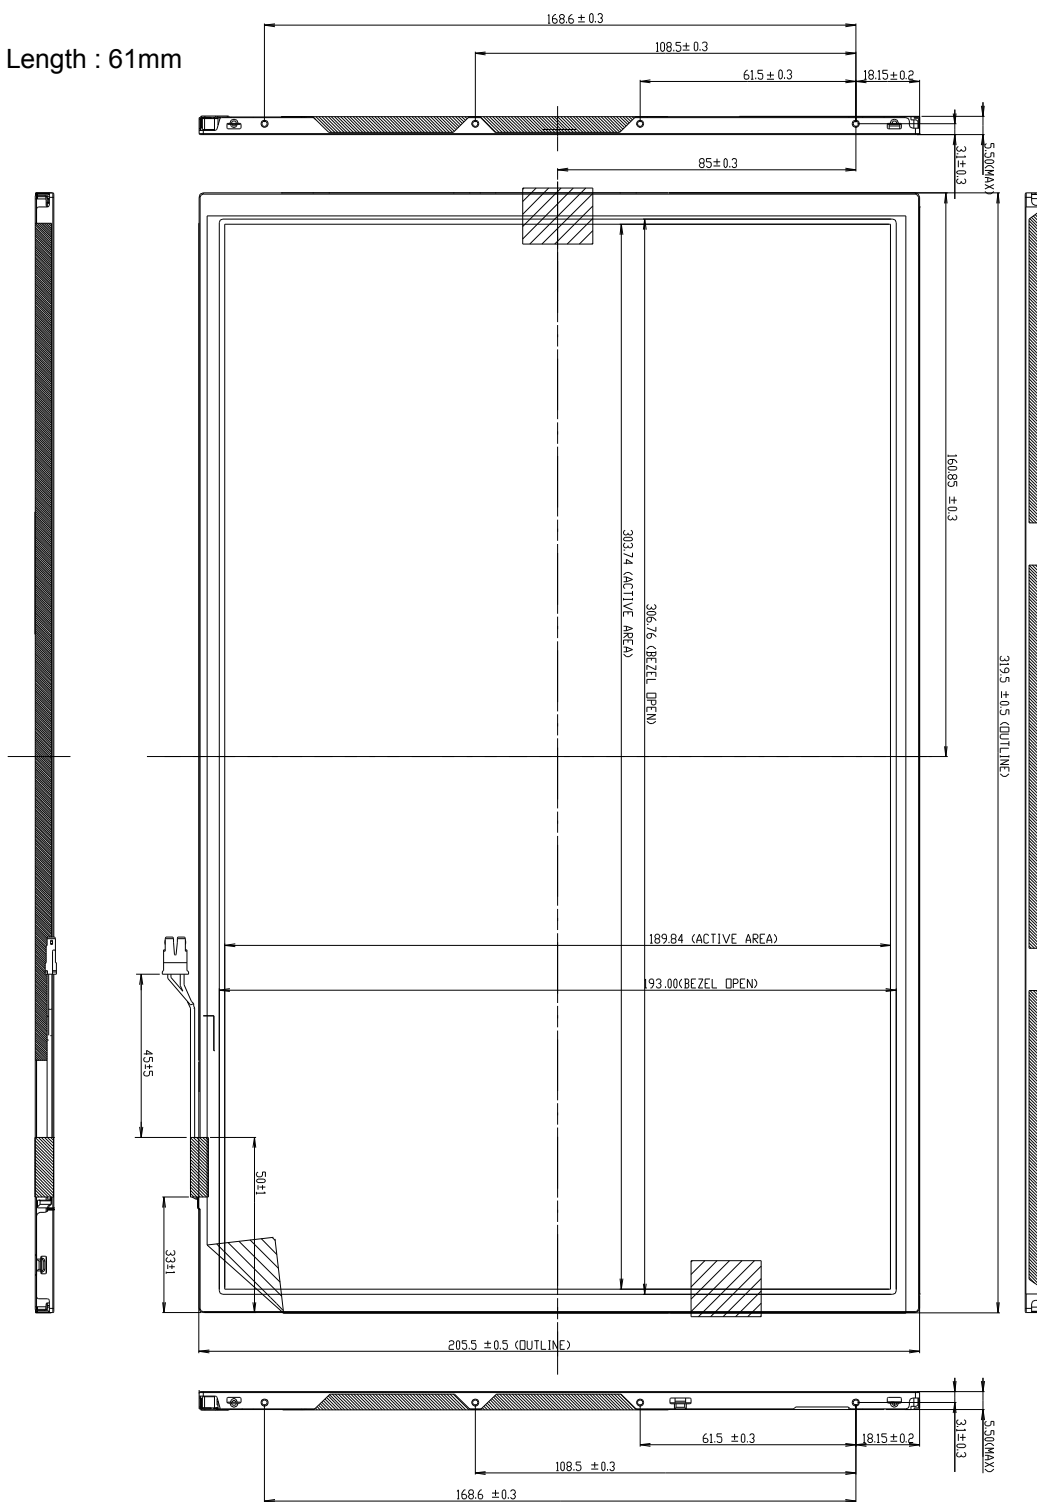 168.6 ± 0.3
Length : 61mm
108.5± 0.3
61.5 ± 0.3
18.15±0.2
85±0.3
3.1±0.3
5.50(MAX)
160.85 ±0.3
303.74 (ACTIVE AREA)
306.76 (BEZEL OPEN)
319.5 ±0.5 (OUTLINE)
189.84 (ACTIVE AREA)
193.00(BEZEL OPEN)
45±5
50±1
33±1
205.5 ±0.5 (OUTLINE)
61.5 ±0.3
18.15±0.2
3.1±0.3
5.50(MAX)
108.5 ±0.3
168.6 ±0.3